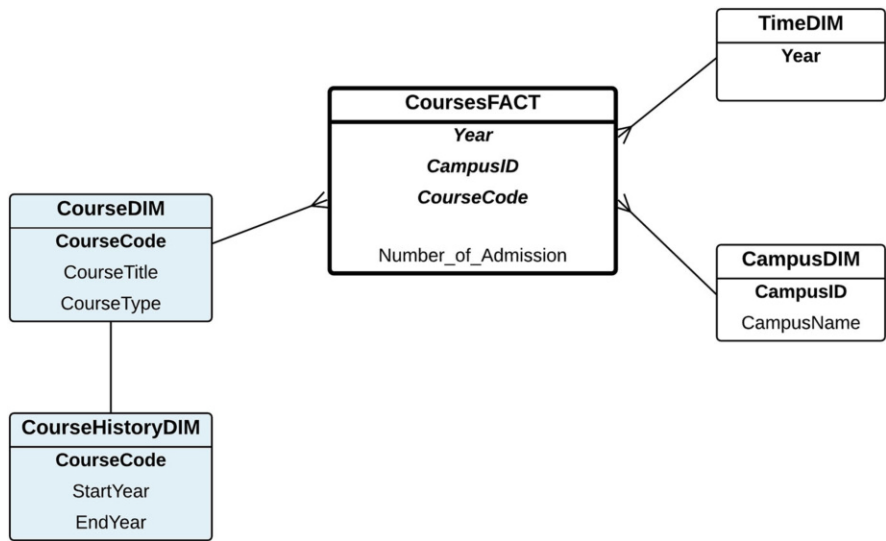 TimeDIM
Year
CoursesFACT
Year
CampusID
CourseCode
Number_of_Admission
CourseDIM
CourseCode
CourseTitle
CourseType
CampusDIM
CampusID
CampusName
CourseHistoryDIM
CourseCode
StartYear
EndYear